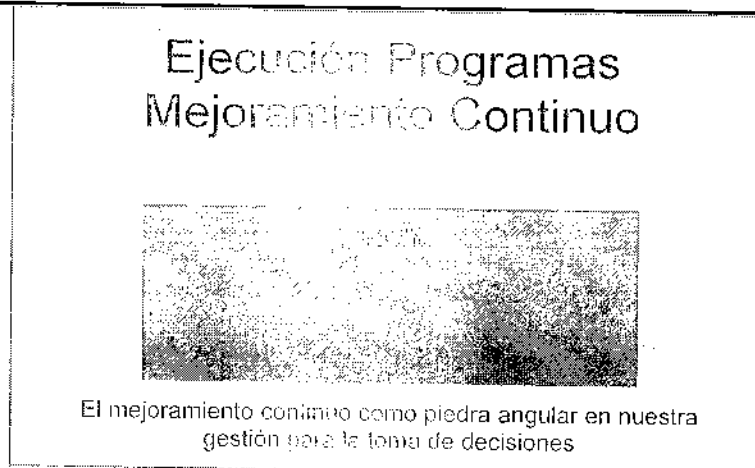 Ejecución Programas
Mejoramiento Continuo
El mejoramiento continuo como piedra angular en nuestra
gestión para la toma de decisiones